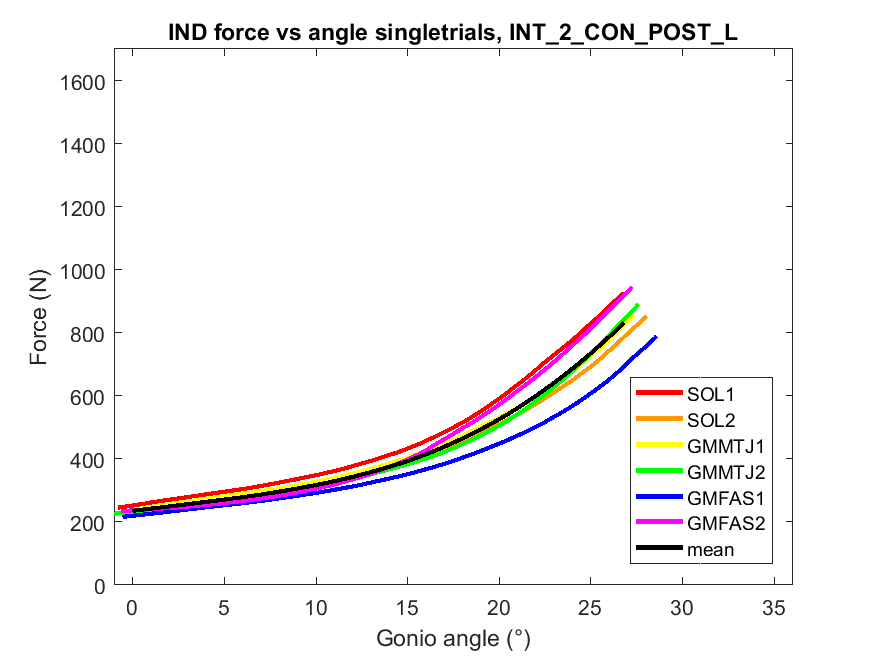 IND force vs angle singletrials, INT_2_CON_POST_L
1600
1400
1200
1000
800
600
400
200
0
Force (N)
0 5 10 15 20 25 30 35
Gonio angle (°)
SOL1
SOL2
GMMTJ1
GMMTJ2
GMFAS1
GMFAS2
mean